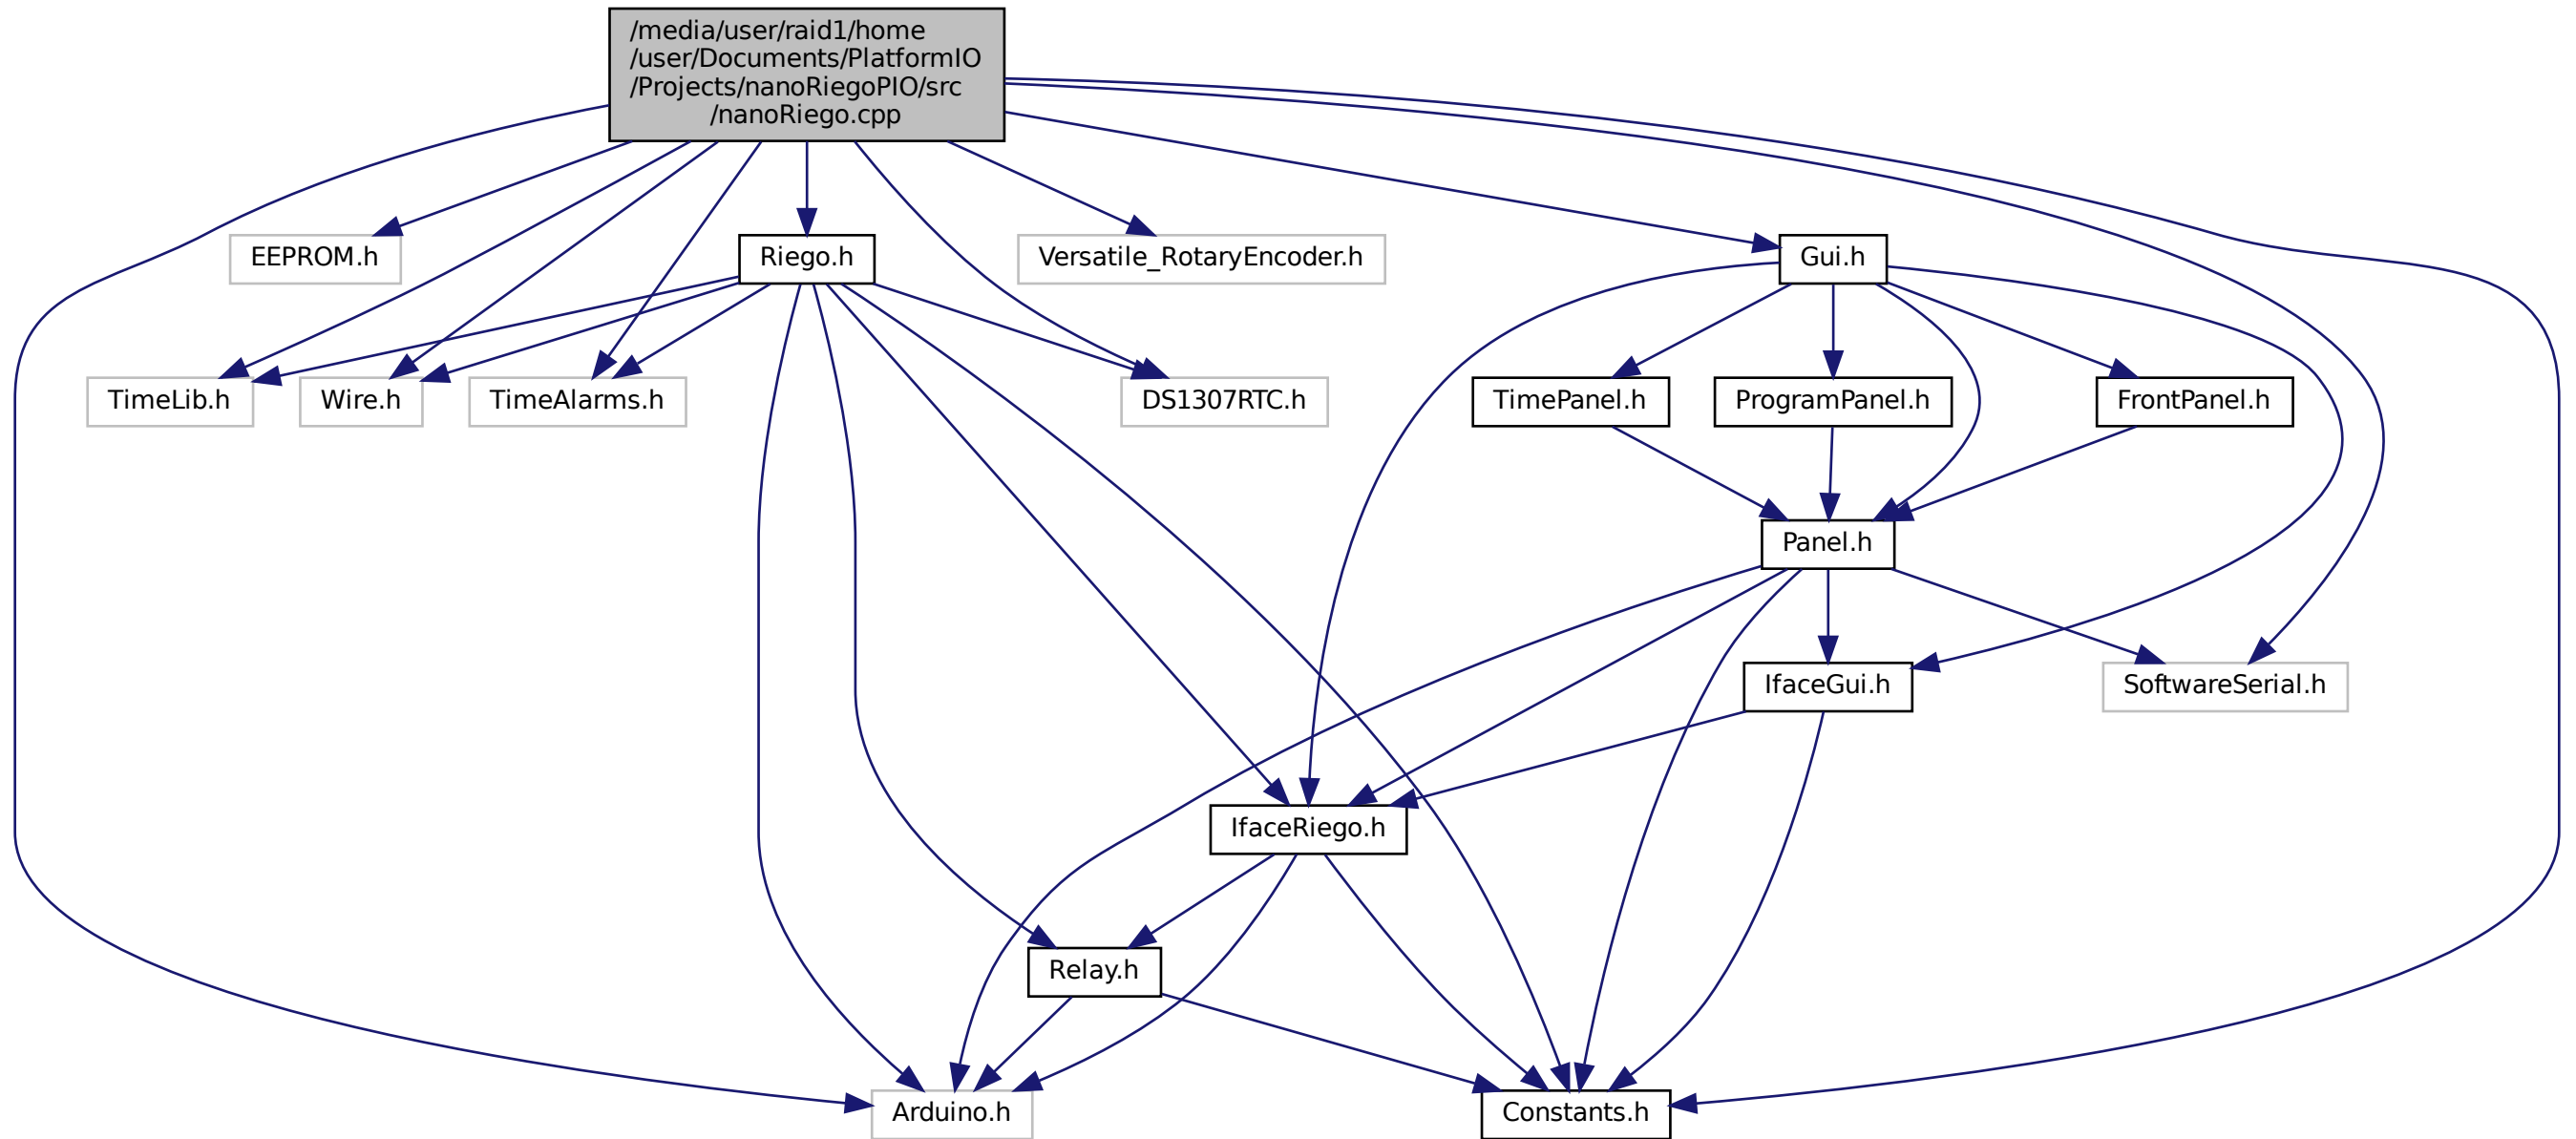 /media/user/raid1/home
/user/Documents/PlatformIO
/Projects/nanoRiegoPIO/src
/nanoRiego.cpp
EEPROM.h
Riego.h
Versatile_RotaryEncoder.h
Gui.h
TimeLib.h
Wire.h
TimeAlarms.h
DS1307RTC.h
TimePanel.h
ProgramPanel.h
FrontPanel.h
Panel.h
IfaceGui.h
SoftwareSerial.h
IfaceRiego.h
Relay.h
Arduino.h
Constants.h